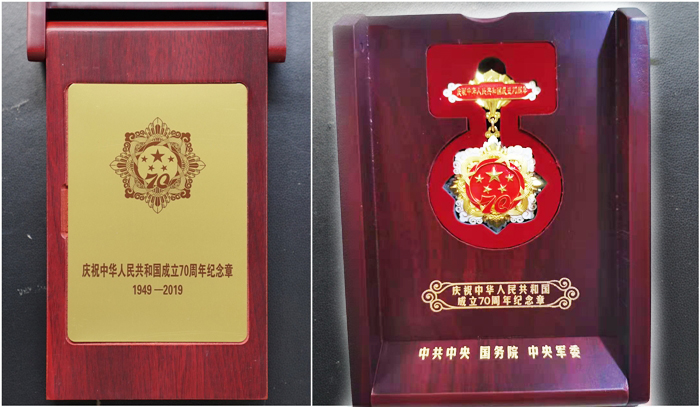 70
庆祝中华人民共和国成立70周年纪念章
1949—2019
庆祝中华人民共和国成立70周年
70
庆祝中华人民共和国
成立70周年纪念章
中共中央 国务院 中央军委